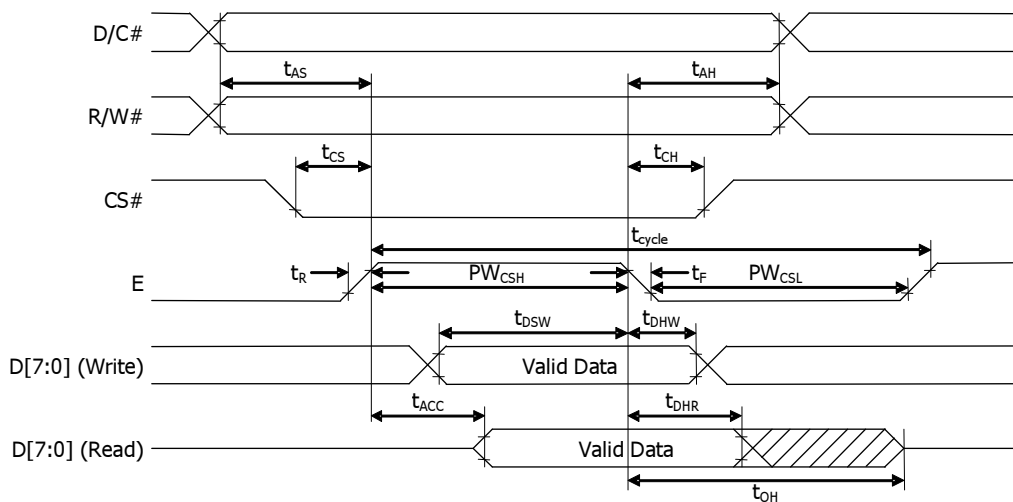 D/C#
tAS tAH
R/W#
tCS tCH
CS#
tcycle
tR PWCSH tF PWCSL
E
tDSW tDHW
D[7:0] (Write) Valid Data
tACC tDHR
D[7:0] (Read) Valid Data
tOH